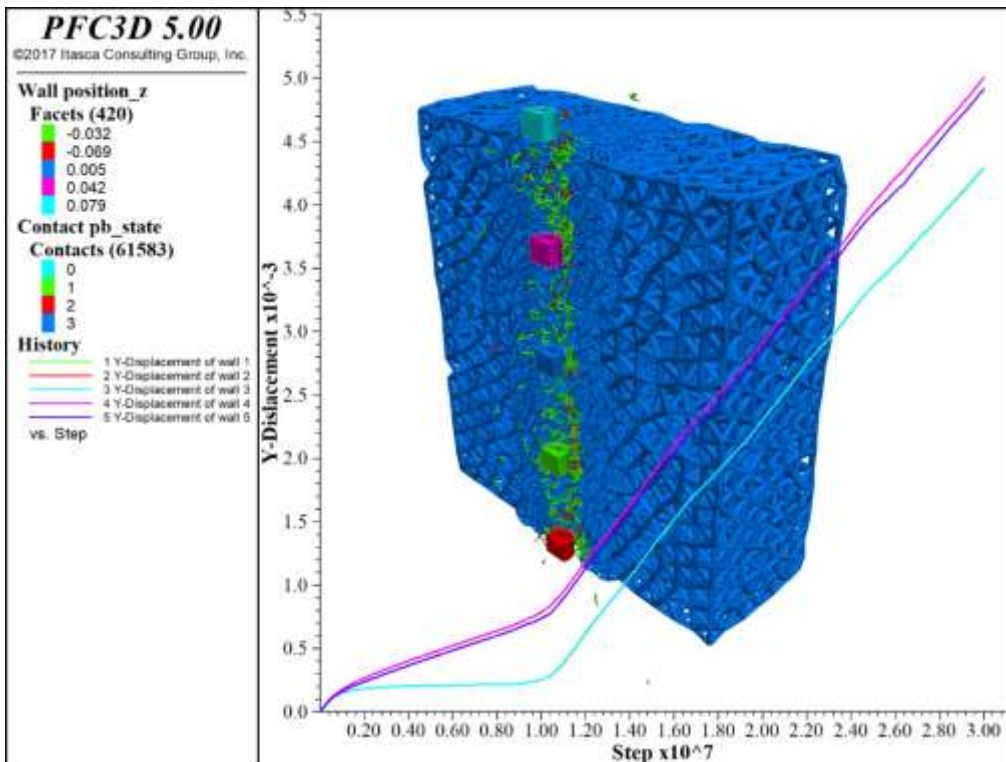 PFC3D 5.00
©2017 Itasca Consulting Group, Inc.
Wall position_z
Facets (420)
-0.032
-0.069
0.005
0.042
0.079
Contact pb_state
Contacts (61583)
0
1
2
3
History
1 Y-Displacement of wall 1
2 Y-Displacement of wall 2
3 Y-Displacement of wall 3
4 Y-Displacement of wall 4
5 Y-Displacement of wall 5
vs. Step
Y-Dislacement x10^-3
5.5
5.0
4.5
4.0
3.5
3.0
2.5
2.0
1.5
1.0
0.5
0.0
0.20 0.40 0.60 0.80 1.00 1.20 1.40 1.60 1.80 2.00 2.20 2.40 2.60 2.80 3.00
Step x10^7